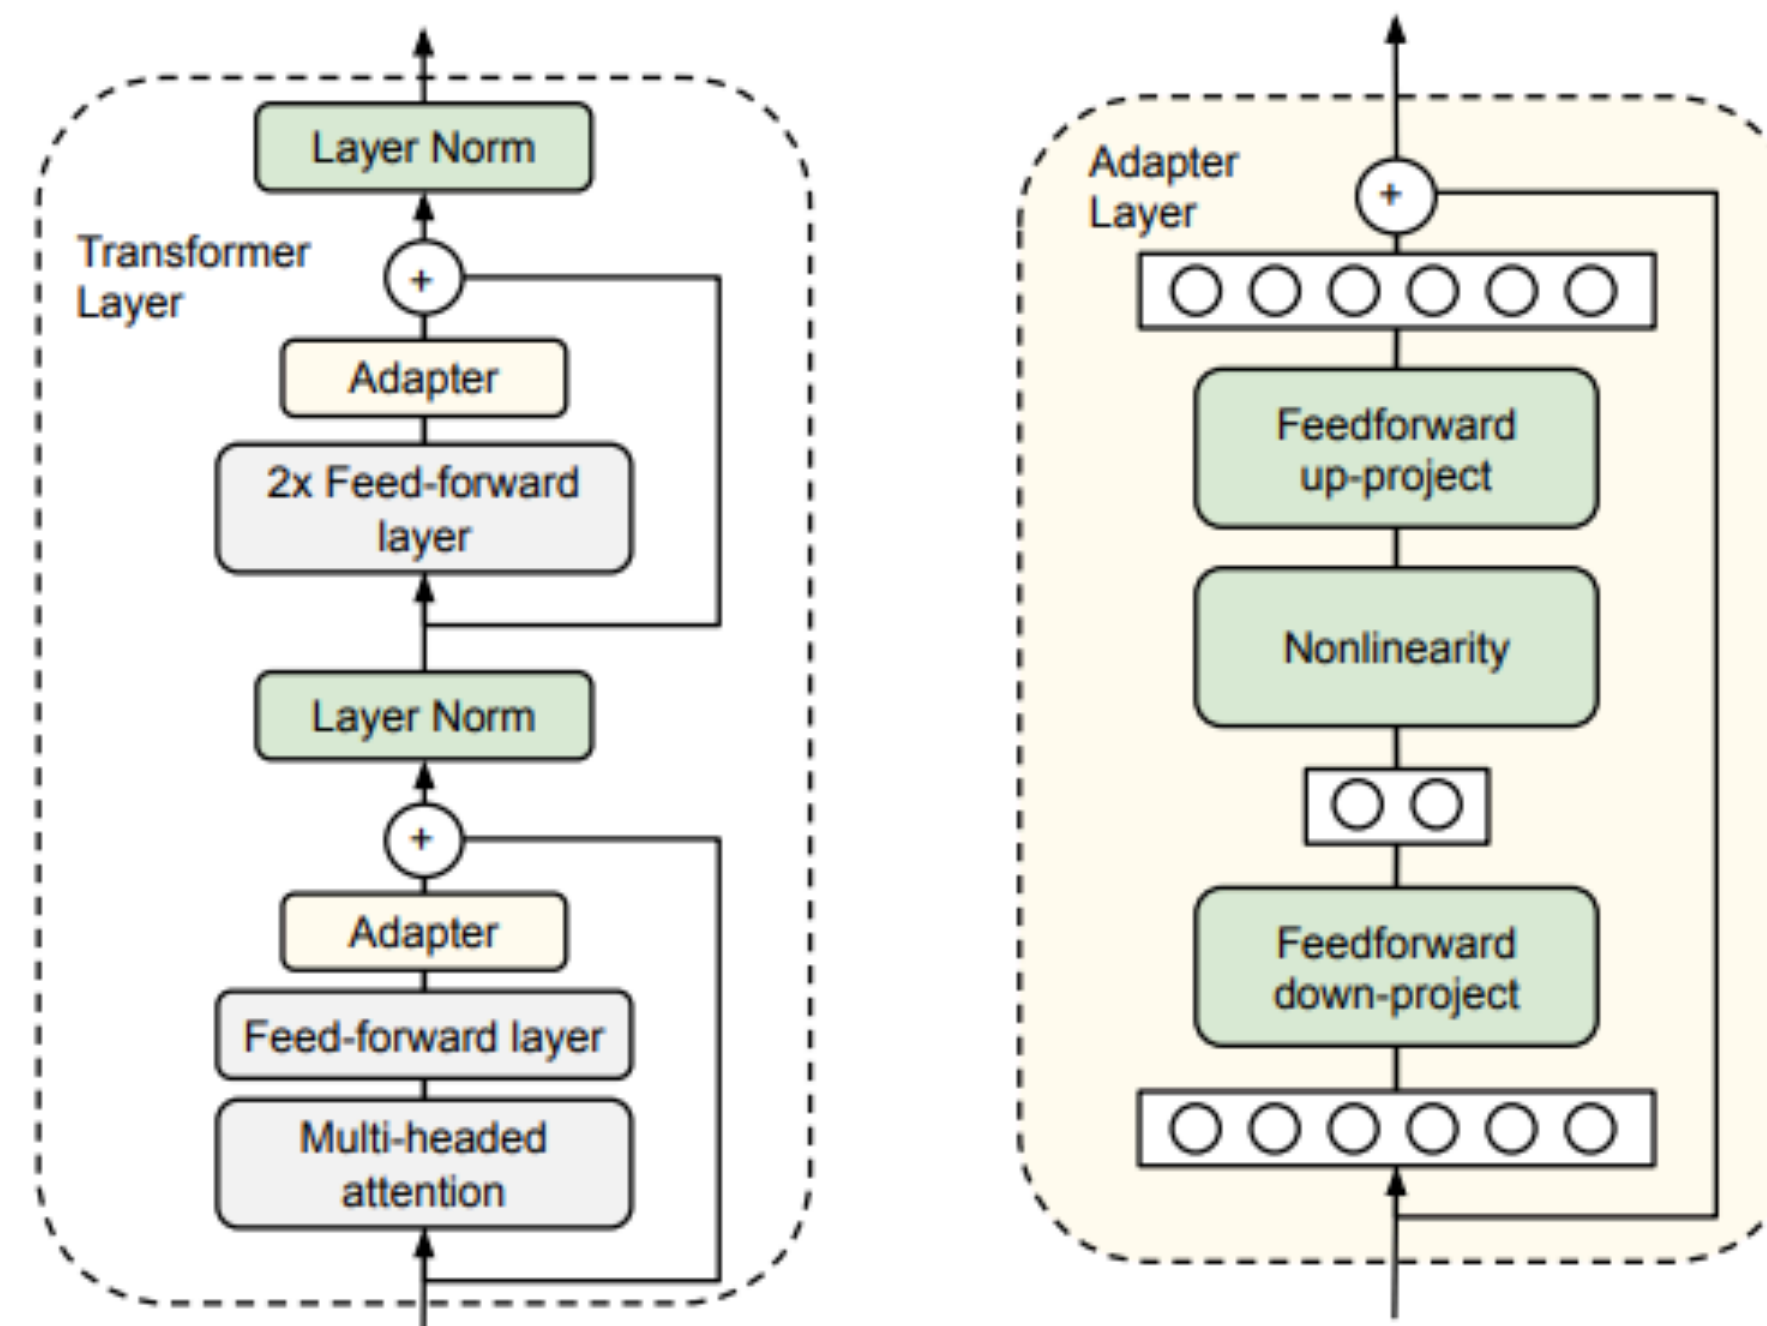 Layer Norm
Transformer
Layer
+
Adapter
2x Feed-forward
layer
Layer Norm
+
Adapter
Feed-forward layer
Multi-headed
attention
Adapter
Layer
+
Feedforward
up-project
Nonlinearity
Feedforward
down-project